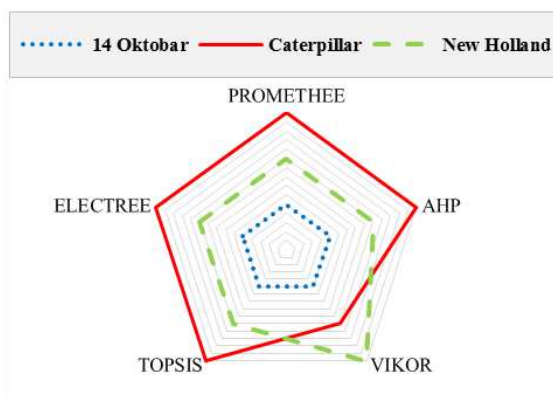 14 Oktobar Caterpillar New Holland
PROMETHEE
ELECTREE AHP
TOPSIS VIKOR